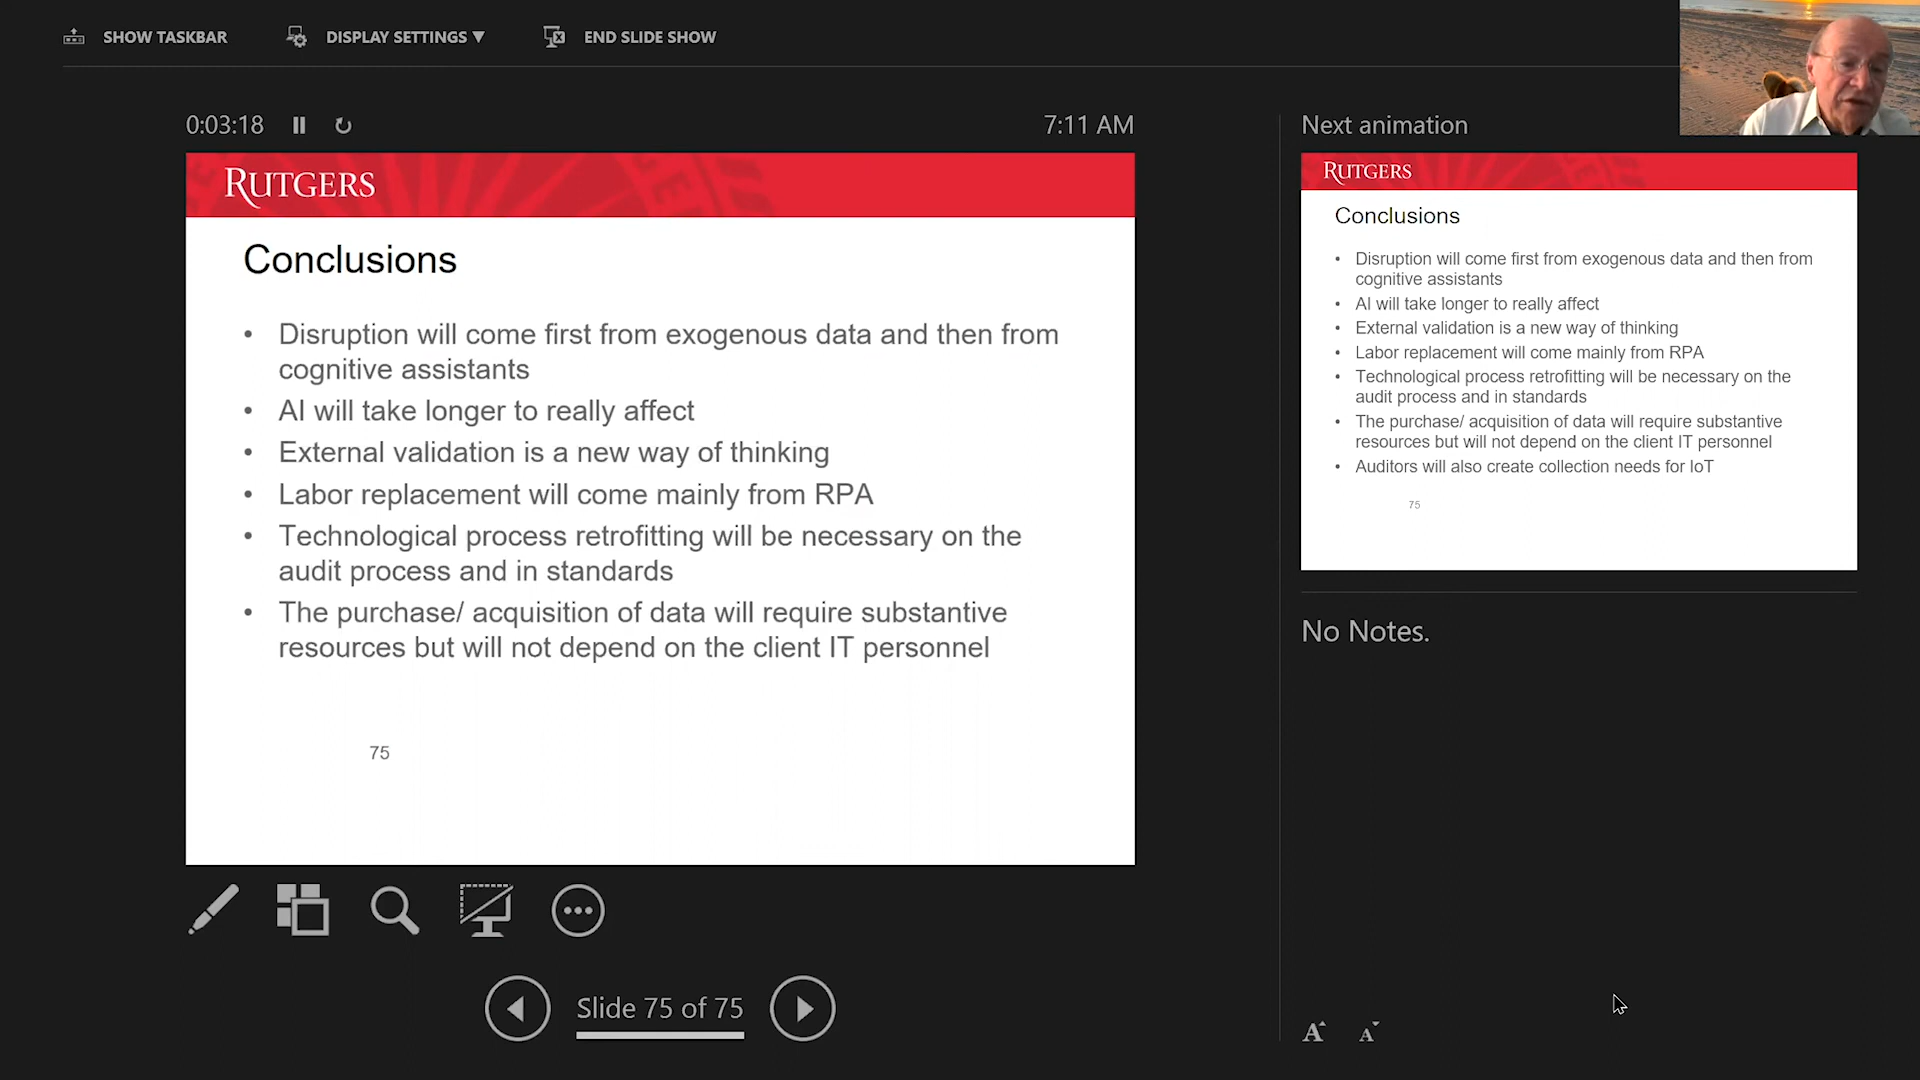 SHOW TASKBAR
DISPLAY SETTINGS ▼
END SLIDE SHOW
0:03:18
7:11 AM
RUTGERS
Conclusions
• Disruption will come first from exogenous data and then from
cognitive assistants
• AI will take longer to really affect
• External validation is a new way of thinking
• Labor replacement will come mainly from RPA
• Technological process retrofitting will be necessary on the
audit process and in standards
• The purchase/ acquisition of data will require substantive
resources but will not depend on the client IT personnel
75
Slide 75 of 75
Next animation
RUTGERS
Conclusions
• Disruption will come first from exogenous data and then from
cognitive assistants
• AI will take longer to really affect
• External validation is a new way of thinking
• Labor replacement will come mainly from RPA
• Technological process retrofitting will be necessary on the
audit process and in standards
• The purchase/ acquisition of data will require substantive
resources but will not depend on the client IT personnel
• Auditors will also create collection needs for IoT
75
No Notes.
A A